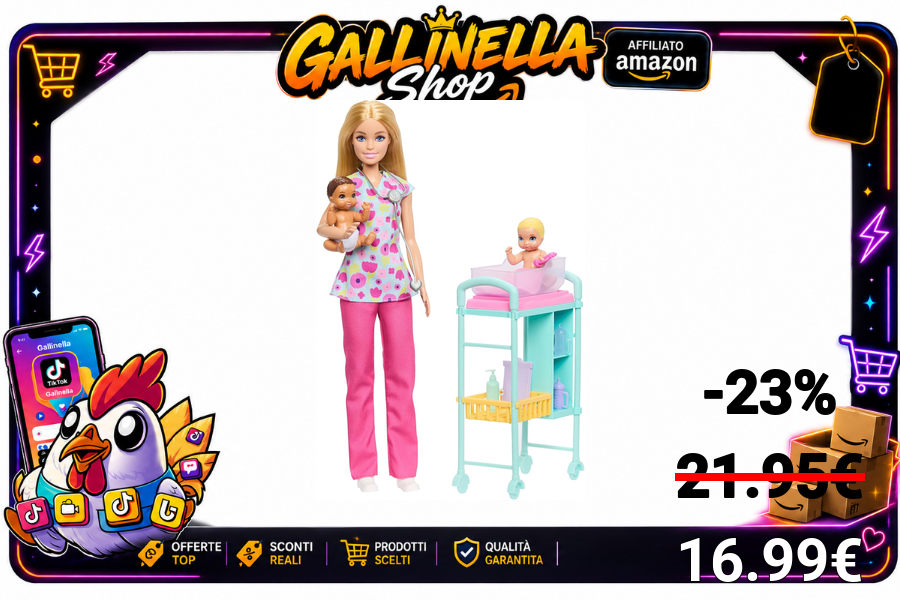 GALLINELLA
Shop
AFFILIATO
amazon
Gallinella
TikTok
Gallinella
-23%
21.95€
16.99€
OFFERTE
TOP
SCONTI
REALI
PRODOTTI
SCELTI
QUALITÀ
GARANTITA